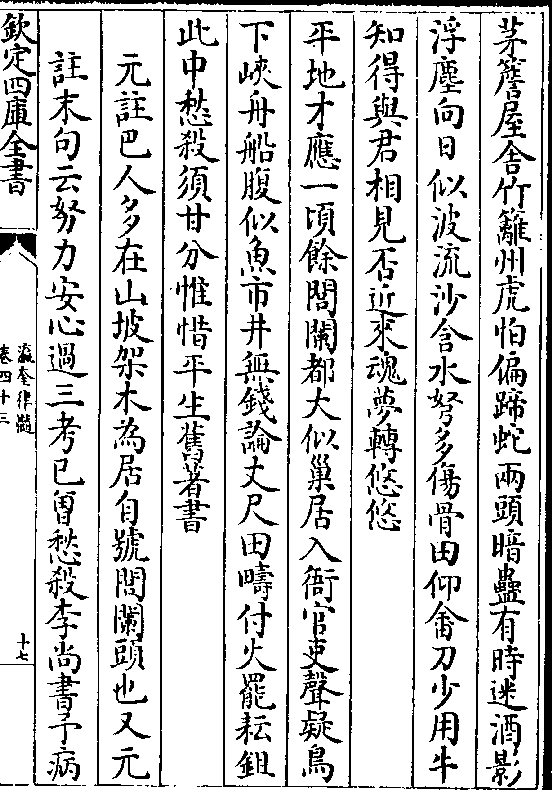 茅簷屋舍竹籬州虎怕偏蹄蛇兩頭暗蠱有時迷酒影
浮塵向日似波流沙含水弩多傷骨田仰畬刀少用牛
知得與君相見否近來魂夢轉悠悠
平地才應一頃餘閻闌都大似巢居入衙官吏聲疑鳥
下峽舟船腹似魚市井無錢論丈尺田疇付火罷耘鉏
此中愁殺須甘分惟惜平生舊著書
元註巴人多在山坡架木為居自號閻闌頭也又元
註末句云努力安心過三考已曾愁殺李尚書予病
欽定四庫全書
瀛奎律髓
卷四十三
十七